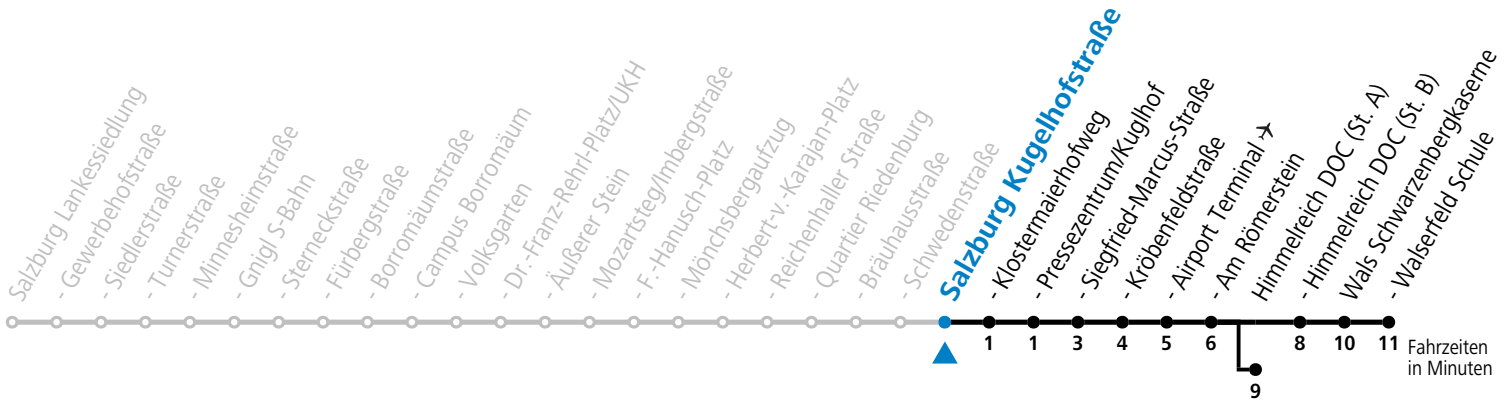 Salzburg Lankessiedlung
- Gewerbehofstraße
- Siedlerstraße
- Turnerstraße
- Minnesheimstraße
- Gnigl S-Bahn
- Sterneckstraße
- Fürbergstraße
- Borromäumstraße
- Campus Borromäum
- Volksgarten
- Dr.-Franz-Rehrl-Platz/UKH
- Äußerer Stein
- Mozartsteg/Imbergstraße
- F.-Hanusch-Platz
- Mönchsbergaufzug
- Herbert-v.-Karajan-Platz
- Reichenhaller Straße
- Quartier Riedenburg
- Bräuhausstraße
- Schwedenstraße
Salzburg Kugelhofstraße
- Klostermaierhofweg
- Pressezentrum/Kuglhof
- Siegfried-Marcus-Straße
- Kröbenfeldstraße
- Airport Terminal
- Am Römerstein
Himmelreich DOC (St. A)
- Himmelreich DOC (St. B)
Wals Schwarzenbergkaserne
- Walserfeld Schule
1 1 3 4 5 6 8 10 11
9
Fahrzeiten
in Minuten